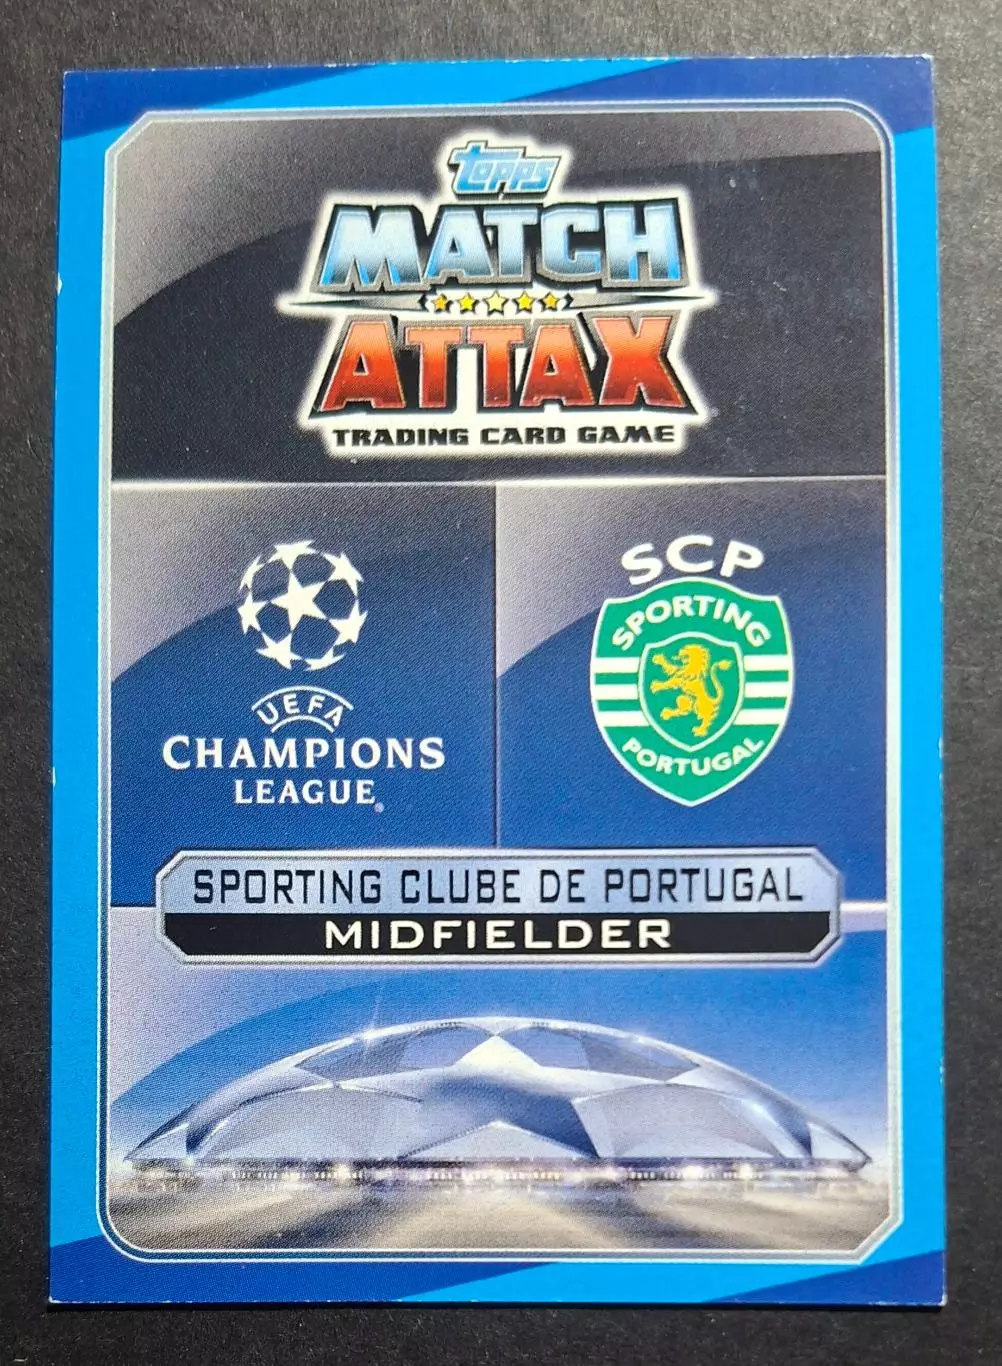 topps
MATCH
ATTAX
TRADING CARD GAME
UEFA
CHAMPIONS
LEAGUE®
SCP
SPORTING
PORTUGAL
SPORTING CLUBE DE PORTUGAL
MIDFIELDER